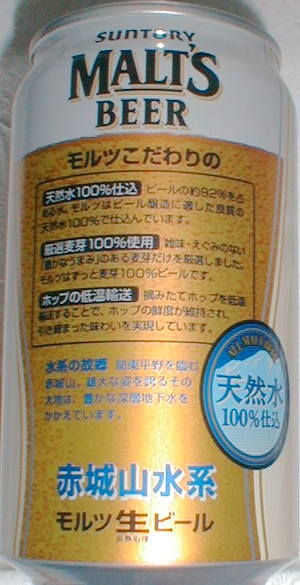 SUNTORY
MALT'S
BEER
モルツこだわりの
天然水100%仕込 ビールの約92%を占
める水。モルツはビール醸造に適した良質の
天然水100%で仕込んでいます。
厳選麦芽100%使用 雑味・えぐみのない
「豊かなうまみ」のある麦芽だけを厳選しました。
モルツはずっと麦芽100%ビールです。
ホップの低温輸送 摘みたてホップを低温
輸送することで、ホップの鮮度が維持され、
引き締まった味わいを実現しています。
水系の故郷 関東平野を臨む
赤城山。雄大な姿を誇るその
大地は、豊かな深層地下水を
かかえています。
天然水
100%仕込
赤城山水系
モルツ生ビール
非熱処理